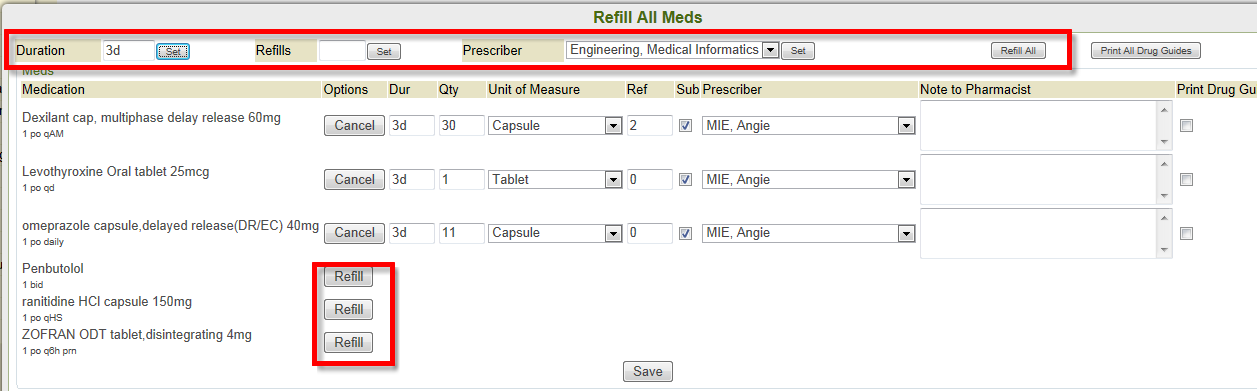 Refill All Meds
Duration 3d Set Refills Set Prescriber Engineering, Medical Informatics Set Refill All Print All Drug Guides
Meds
Medication Options Dur Qty Unit of Measure Ref Sub Prescriber Note to Pharmacist Print Drug Gu
Dexilant cap, multiphase delay release 60mg Cancel 3d 30 Capsule 2 MIE, Angie
1 po qAM
Levothyroxine Oral tablet 25mcg Cancel 3d 1 Tablet 0 MIE, Angie
1 po qd
omeprazole capsule,delayed release(DR/EC) 40mg Cancel 3d 11 Capsule 0 MIE, Angie
1 po daily
Penbutolol Refill
1 bid
ranitidine HCl capsule 150mg Refill
1 po qHS
ZOFRAN ODT tablet,disintegrating 4mg Refill
1 po q6h prn
Save